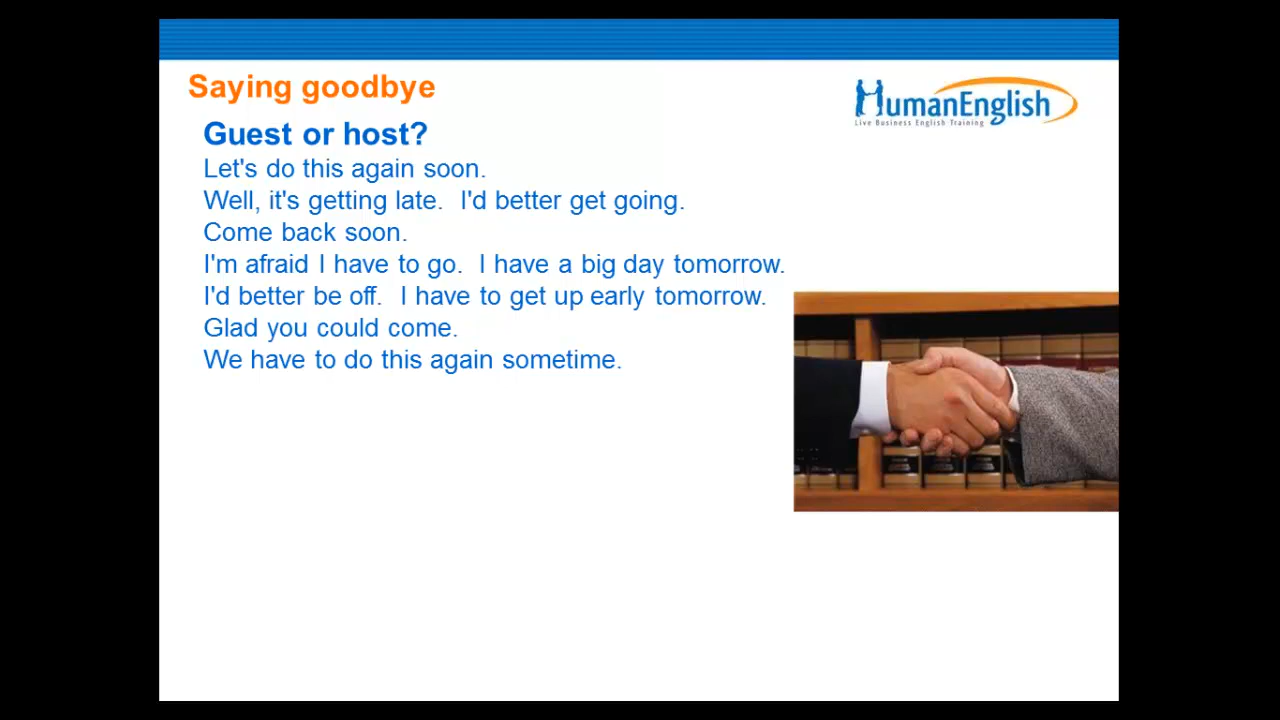 Saying goodbye
HumanEnglish
Live Business English Training
Guest or host?
Let's do this again soon.
Well, it's getting late.  I'd better get going.
Come back soon.
I'm afraid I have to go.  I have a big day tomorrow.
I'd better be off.  I have to get up early tomorrow.
Glad you could come.
We have to do this again sometime.